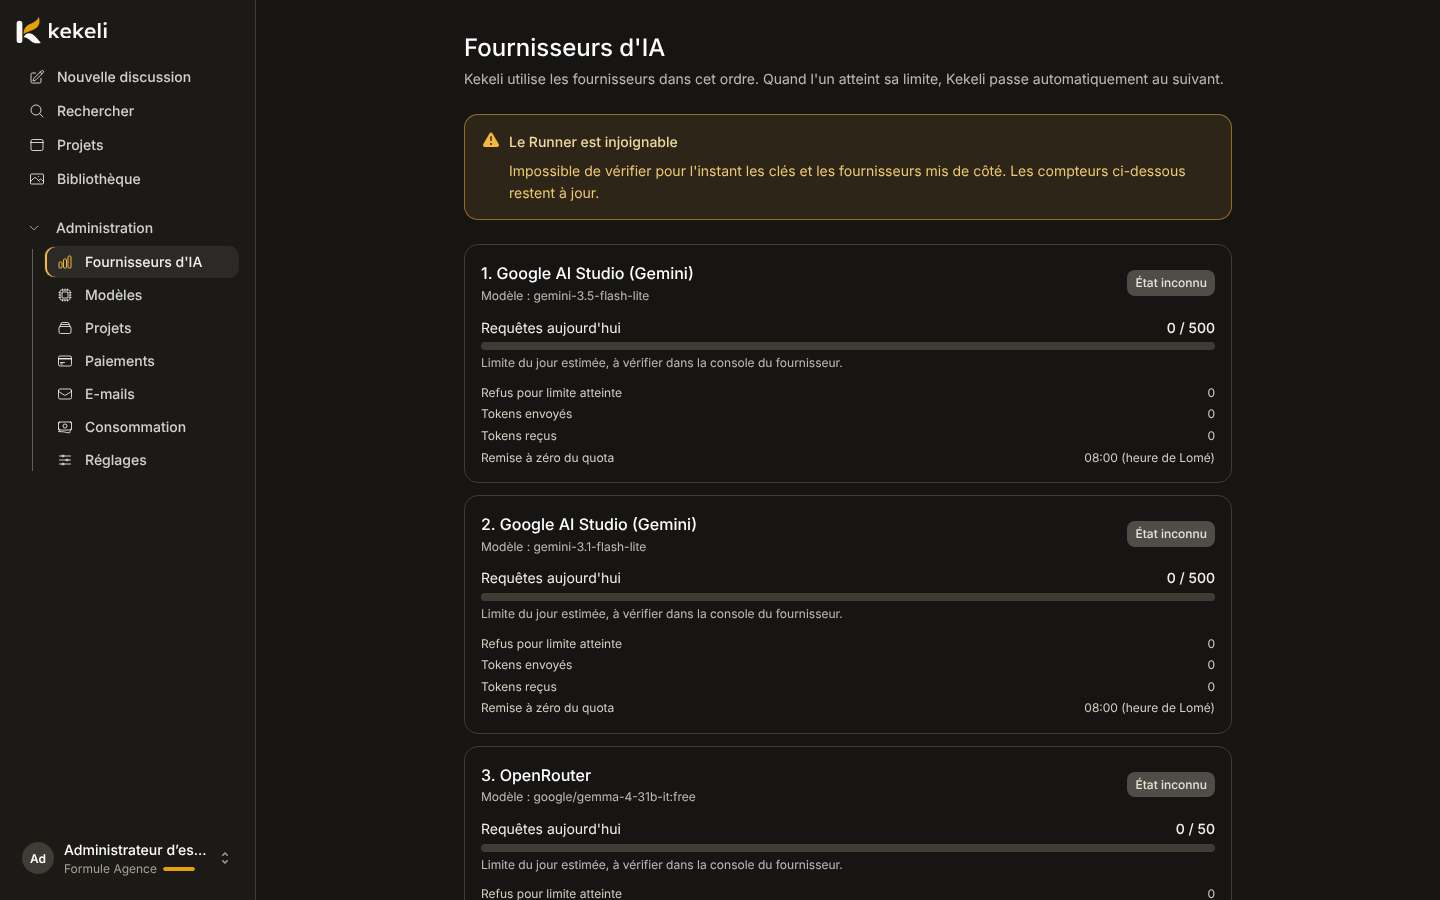 kekeli
Nouvelle discussion
Rechercher
Projets
Bibliothèque
Administration
Fournisseurs d'IA
Modèles
Projets
Paiements
E-mails
Consommation
Réglages
Ad
Administrateur d'es...
Formule Agence
Fournisseurs d'IA
Kekeli utilise les fournisseurs dans cet ordre. Quand l'un atteint sa limite, Kekeli passe automatiquement au suivant.
Le Runner est injoignable
Impossible de vérifier pour l'instant les clés et les fournisseurs mis de côté. Les compteurs ci-dessous
restent à jour.
1. Google AI Studio (Gemini)
État inconnu
Modèle : gemini-3.5-flash-lite
Requêtes aujourd'hui 0 / 500
Limite du jour estimée, à vérifier dans la console du fournisseur.
Refus pour limite atteinte 0
Tokens envoyés 0
Tokens reçus 0
Remise à zéro du quota 08:00 (heure de Lomé)
2. Google AI Studio (Gemini)
État inconnu
Modèle : gemini-3.1-flash-lite
Requêtes aujourd'hui 0 / 500
Limite du jour estimée, à vérifier dans la console du fournisseur.
Refus pour limite atteinte 0
Tokens envoyés 0
Tokens reçus 0
Remise à zéro du quota 08:00 (heure de Lomé)
3. OpenRouter
État inconnu
Modèle : google/gemma-4-31b-it:free
Requêtes aujourd'hui 0 / 50
Limite du jour estimée, à vérifier dans la console du fournisseur.
Refus pour limite atteinte 0